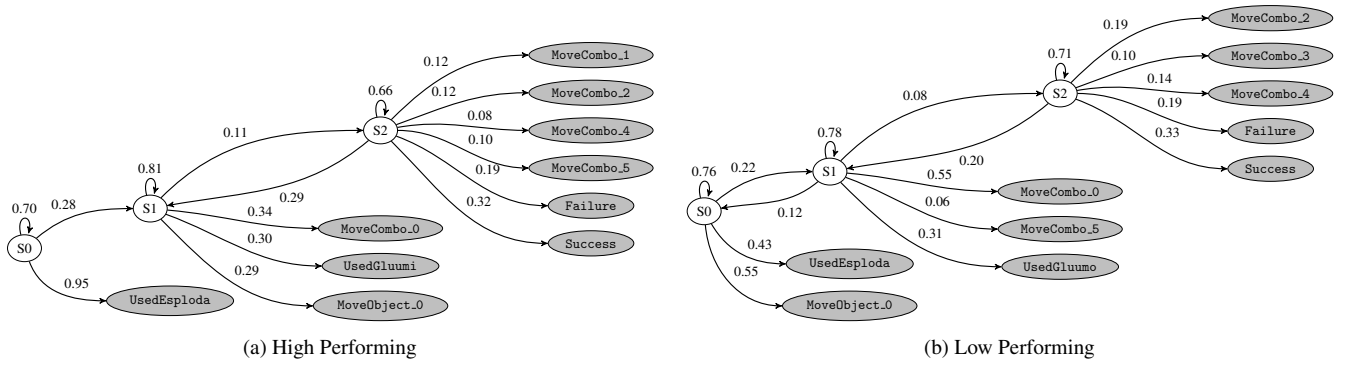 0.12
MoveCombo_1
0.66
0.12
MoveCombo_2
S2
0.08
MoveCombo_4
0.11
0.10
MoveCombo_5
0.81
0.19
Failure
0.29
0.70
0.28
S1
0.34
MoveCombo_0
0.32
Success
S0
0.30
UsedGluumi
0.95
0.29
UsedEsploda
MoveObject_0
(a) High Performing
0.19
MoveCombo_2
0.71
0.10
MoveCombo_3
S2
0.14
MoveCombo_4
0.08
0.19
Failure
0.78
0.33
Success
0.20
0.76
0.22
S1
0.55
MoveCombo_0
S0
0.12
0.06
MoveCombo_5
0.43
UsedEsploda
0.31
UsedGluumo
0.55
MoveObject_0
(b) Low Performing